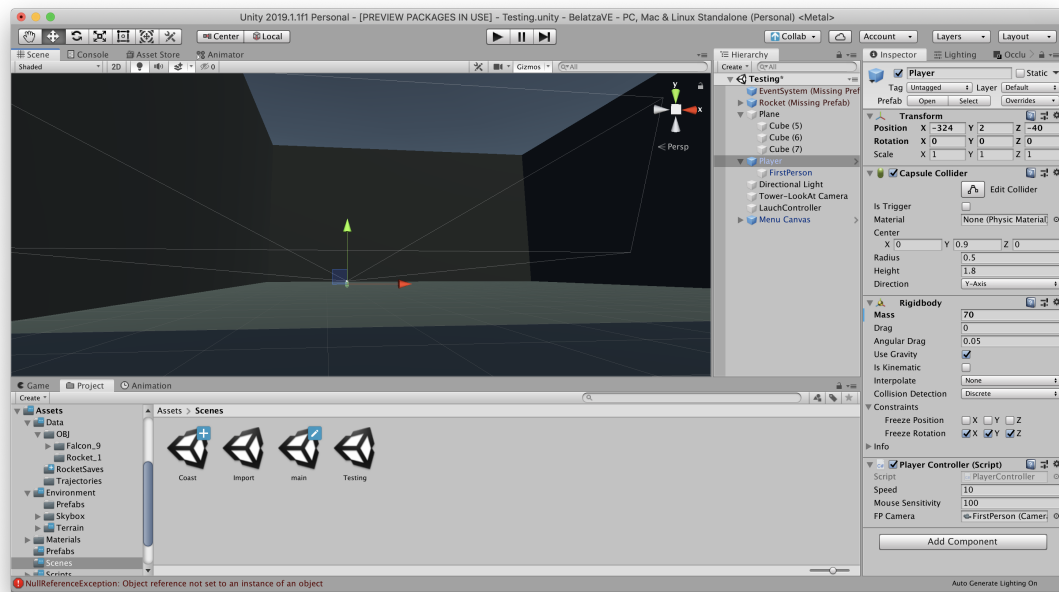 Unity 2019.1.1f1 Personal - [PREVIEW PACKAGES IN USE] - Testing.unity - BelatzaVE - PC, Mac & Linux Standalone (Personal) <Metal>
Center Local Collab Account Layers Layout
Scene Console Asset Store Animator
Shaded 2D 0 Gizmos All
y
x
Persp
Hierarchy
Create All
Testing*
EventSystem (Missing Pref
Rocket (Missing Prefab)
Plane
Cube (5)
Cube (6)
Cube (7)
Player
FirstPerson
Directional Light
Tower-LookAt Camera
LauchController
Menu Canvas
Inspector Lighting Occlu
Player Static
Tag Untagged Layer Default
Prefab Open Select Overrides
Transform
Position X -324 Y 2 Z -40
Rotation X 0 Y 0 Z 0
Scale X 1 Y 1 Z 1
Capsule Collider
Edit Collider
Is Trigger
Material None (Physic Material)
Center
X 0 Y 0.9 Z 0
Radius 0.5
Height 1.8
Direction Y-Axis
Rigidbody
Mass 70
Drag 0
Angular Drag 0.05
Use Gravity
Is Kinematic
Interpolate None
Collision Detection Discrete
Constraints
Freeze Position X Y Z
Freeze Rotation X Y Z
Info
Player Controller (Script)
Script PlayerController
Speed 10
Mouse Sensitivity 100
FP Camera FirstPerson (Camera
Add Component
Game Project Animation
Create
Assets
Data
OBJ
Falcon_9
Rocket_1
RocketSaves
Trajectories
Environment
Prefabs
Skybox
Terrain
Materials
Prefabs
Scenes
Scripts
Assets > Scenes
Coast Import main Testing
NullReferenceException: Object reference not set to an instance of an object
Auto Generate Lighting On